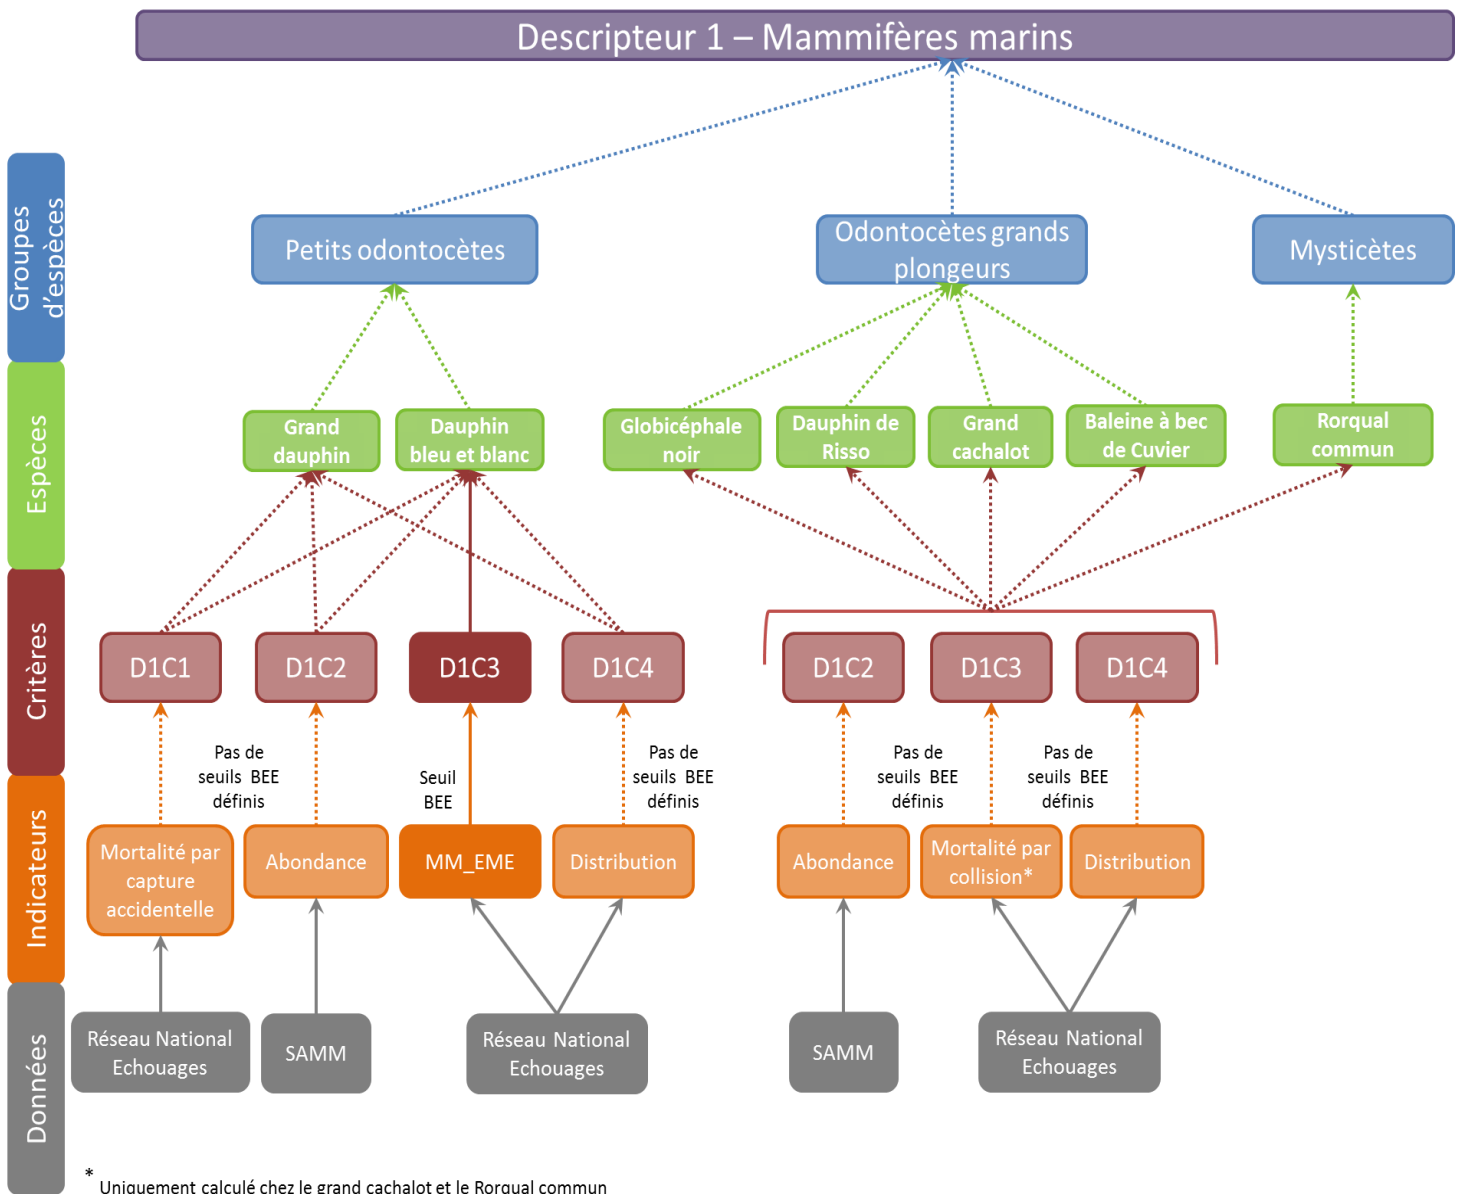 Descripteur 1 – Mammifères marins
Groupes
d'espèces
Petits odontocètes
Odontocètes grands
plongeurs
Mysticètes
Espèces
Grand
dauphin
Dauphin
bleu et blanc
Globicéphale
noir
Dauphin de
Risso
Grand
cachalot
Baleine à bec
de Cuvier
Rorqual
commun
Critères
D1C1
D1C2
D1C3
D1C4
D1C2
D1C3
D1C4
Pas de
seuils BEE
définis
Seuil
BEE
Pas de
seuils BEE
définis
Pas de
seuils BEE
définis
Pas de
seuils BEE
définis
Indicateurs
Mortalité par
capture
accidentelle
Abondance
MM_EME
Distribution
Abondance
Mortalité par
collision*
Distribution
Données
Réseau National
Echouages
SAMM
Réseau National
Echouages
SAMM
Réseau National
Echouages
* Uniquement calculé chez le grand cachalot et le Rorqual commun